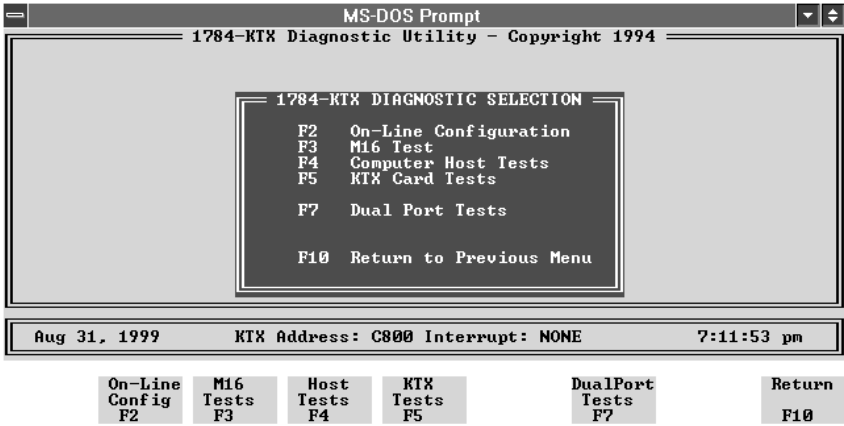 MS-DOS Prompt
1784-KTX Diagnostic Utility - Copyright 1994
1784-KTX DIAGNOSTIC SELECTION
F2 On-Line Configuration
F3 M16 Test
F4 Computer Host Tests
F5 KTX Card Tests
F7 Dual Port Tests
F10 Return to Previous Menu
Aug 31, 1999 KTX Address: C800 Interrupt: NONE 7:11:53 pm
On-Line M16 Host KTX DualPort Return
Config Tests Tests Tests Tests
F2 F3 F4 F5 F7 F10